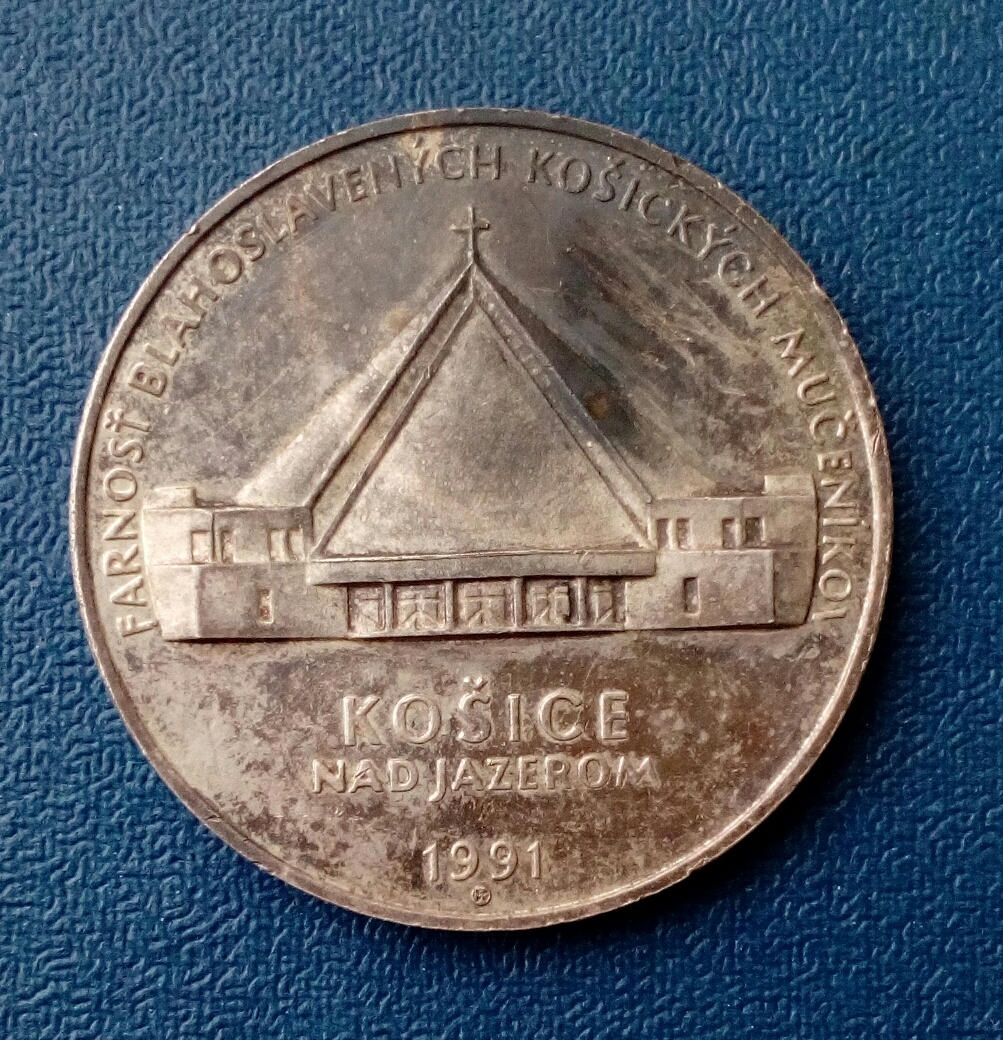 FARNOSŤ BLAHOSLAVENÝCH KOŠICKÝCH MUČENÍKOV
KOŠICE
NAD JAZEROM
1991